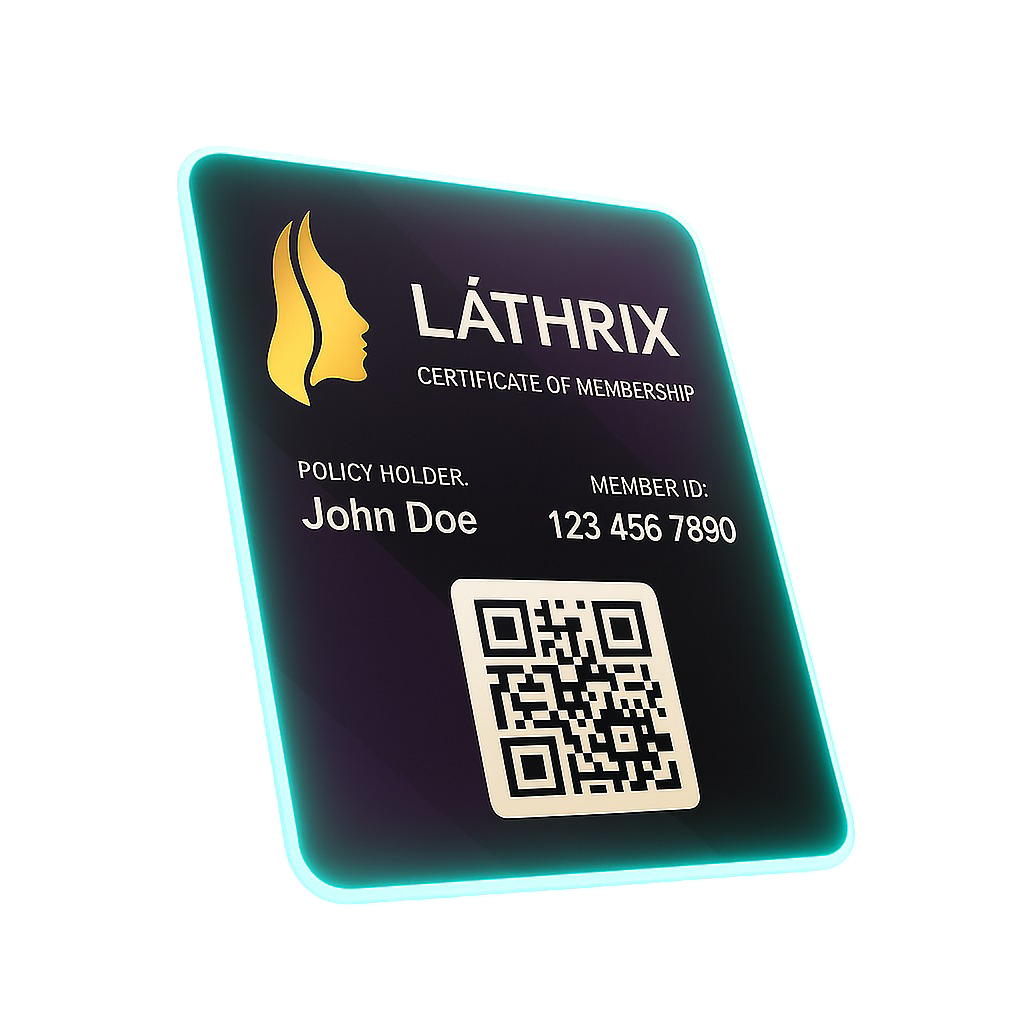 LÁTHRIX
CERTIFICATE OF MEMBERSHIP
POLICY HOLDER.
John Doe
MEMBER ID:
123 456 7890